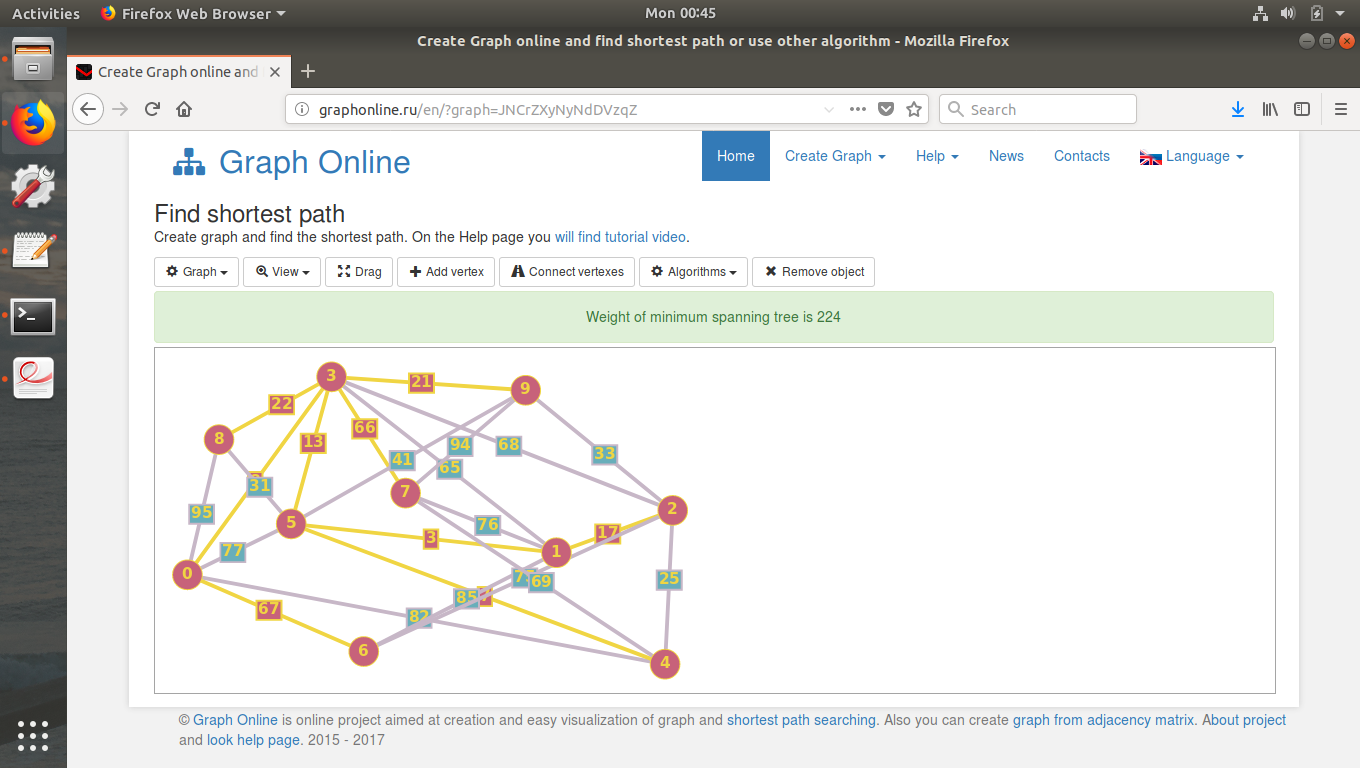 Activities Firefox Web Browser Mon 00:45
Create Graph online and find shortest path or use other algorithm - Mozilla Firefox
Create Graph online and
graphonline.ru/en/?graph=JNCrZXyNyNdDVzqZ Search
Graph Online Home Create Graph Help News Contacts Language
Find shortest path
Create graph and find the shortest path. On the Help page you will find tutorial video.
Graph View Drag Add vertex Connect vertexes Algorithms Remove object
Weight of minimum spanning tree is 224
3 21 9
22
66
8 13 94 68 33
41 65
31
7
95 5 76 2
3 17
77 1
0 69 25
85
67 82
6 4
© Graph Online is online project aimed at creation and easy visualization of graph and shortest path searching. Also you can create graph from adjacency matrix. About project
and look help page. 2015 - 2017